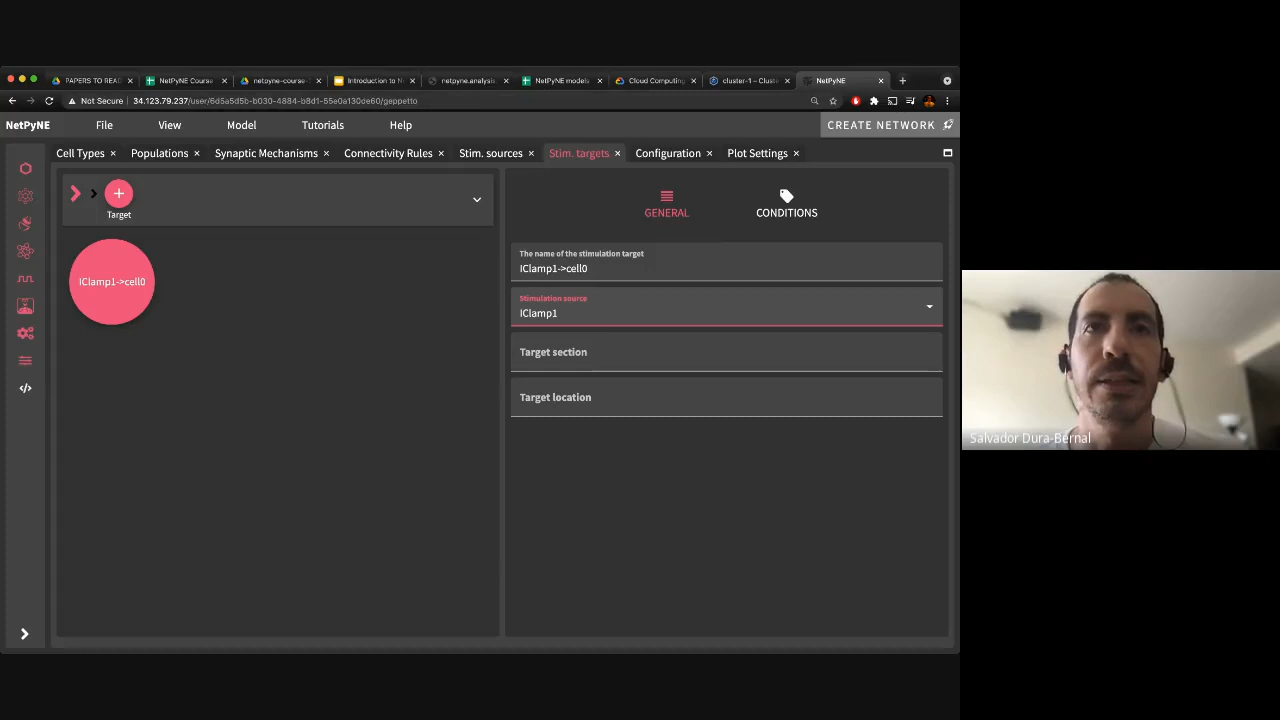 PAPERS TO READ
NetPyNE Course
netpyne-course-
Introduction to N
netpyne.analysis
NetPyNE models
Cloud Computing
cluster-1 – Cluste
NetPyNE
Not Secure | 34.123.79.237/user/6d5a5d5b-b030-4884-b8d1-55e0a130de60/geppetto
NetPyNE File View Model Tutorials Help CREATE NETWORK
Cell Types Populations Synaptic Mechanisms Connectivity Rules Stim. sources Stim. targets Configuration Plot Settings
Target
IClamp1->cell0
GENERAL CONDITIONS
The name of the stimulation target
IClamp1->cell0
Stimulation source
IClamp1
Target section
Target location
Salvador Dura-Bernal